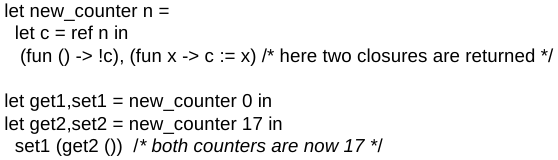 let new_counter n =
let c = ref n in
(fun () -> !c), (fun x -> c := x) /* here two closures are returned */
let get1,set1 = new_counter 0 in
let get2,set2 = new_counter 17 in
set1 (get2 ()) /* both counters are now 17 */